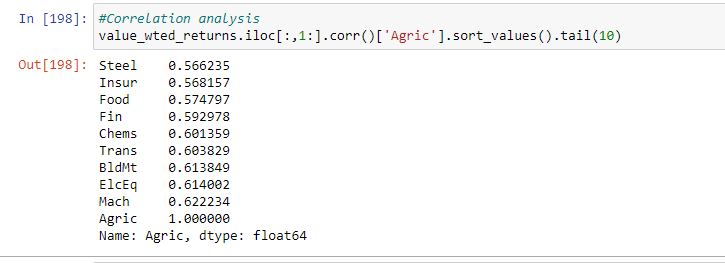 In [198]: #Correlation analysis
value_wted_returns.iloc[:,1:].corr()['Agric'].sort_values().tail(10)
Out[198]: Steel 0.566235
Insur 0.568157
Food 0.574797
Fin 0.592978
Chems 0.601359
Trans 0.603829
BldMt 0.613849
ElcEq 0.614002
Mach 0.622234
Agric 1.000000
Name: Agric, dtype: float64